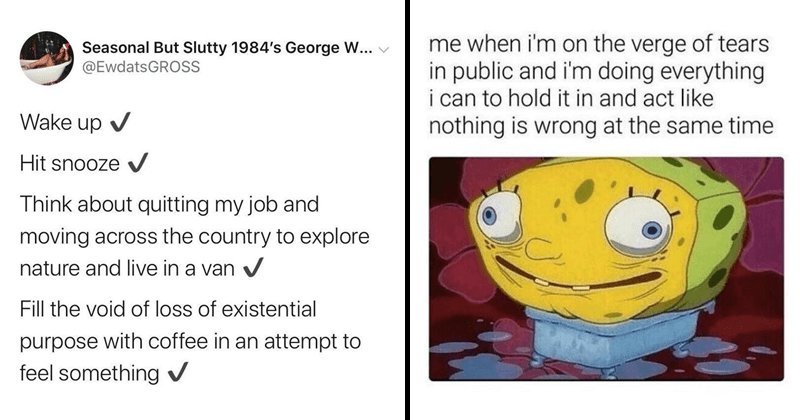 Seasonal But Slutty 1984's George W...
@EwdatsGROSS
Wake up ✔
Hit snooze ✔
Think about quitting my job and
moving across the country to explore
nature and live in a van ✔
Fill the void of loss of existential
purpose with coffee in an attempt to
feel something ✔
me when i'm on the verge of tears
in public and i'm doing everything
i can to hold it in and act like
nothing is wrong at the same time